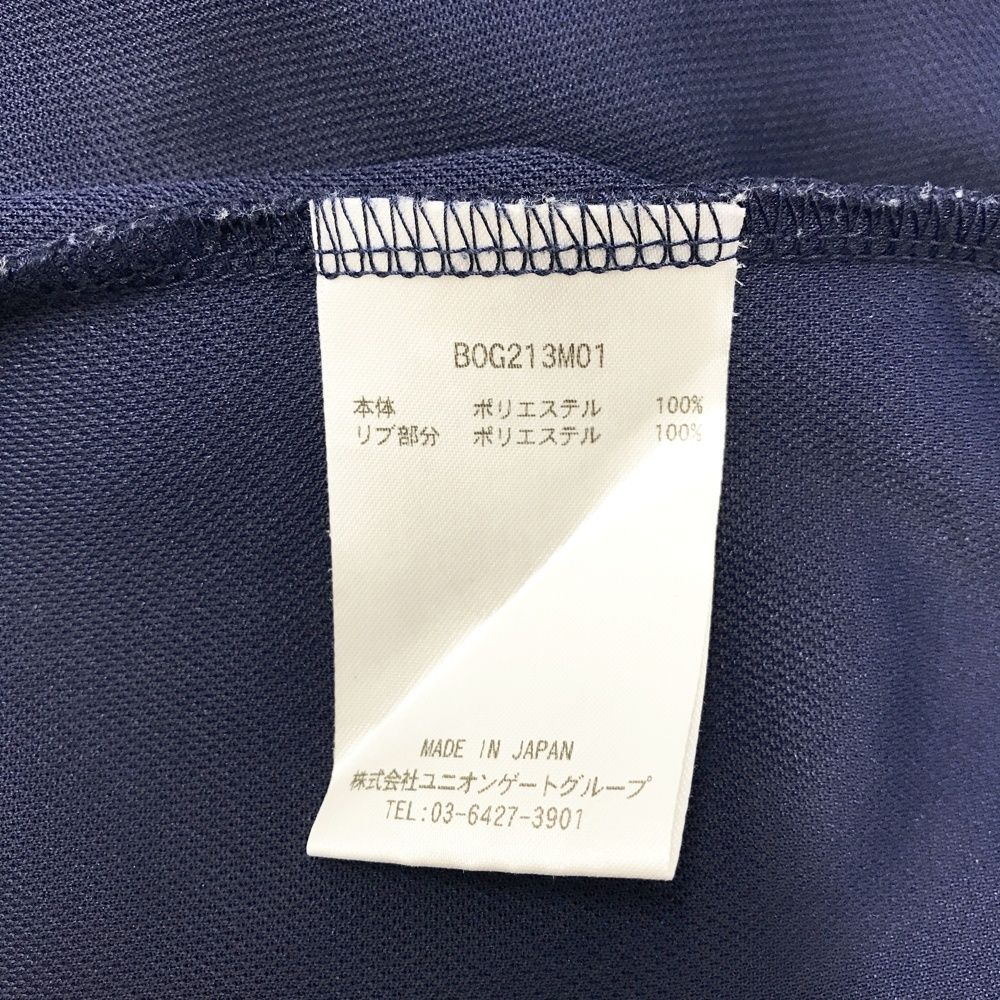 BOG213M01
本体 ポリエステル 100%
リブ部分 ポリエステル 100%
MADE IN JAPAN
株式会社ユニオンゲートグループ
TEL:03-6427-3901